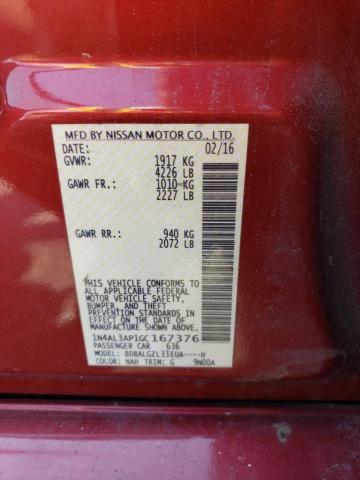 MFD BY NISSAN MOTOR CO., LTD.
DATE: 02/16
GVWR: 1917 KG
4226 LB
GAWR FR.: 1010 KG
2227 LB
GAWR RR.: 940 KG
2072 LB
THIS VEHICLE CONFORMS TO
ALL APPLICABLE FEDERAL
MOTOR VEHICLE SAFETY,
BUMPER, AND THEFT
PREVENTION STANDARDS IN
EFFECT ON THE DATE OF
MANUFACTURE SHOWN ABOVE.
1N4AL3AP1GC167376
PASSENGER CAR 636
MODEL: BDBALGZL33EUA----H
COLOR: NAH TRIM: G 9N00A